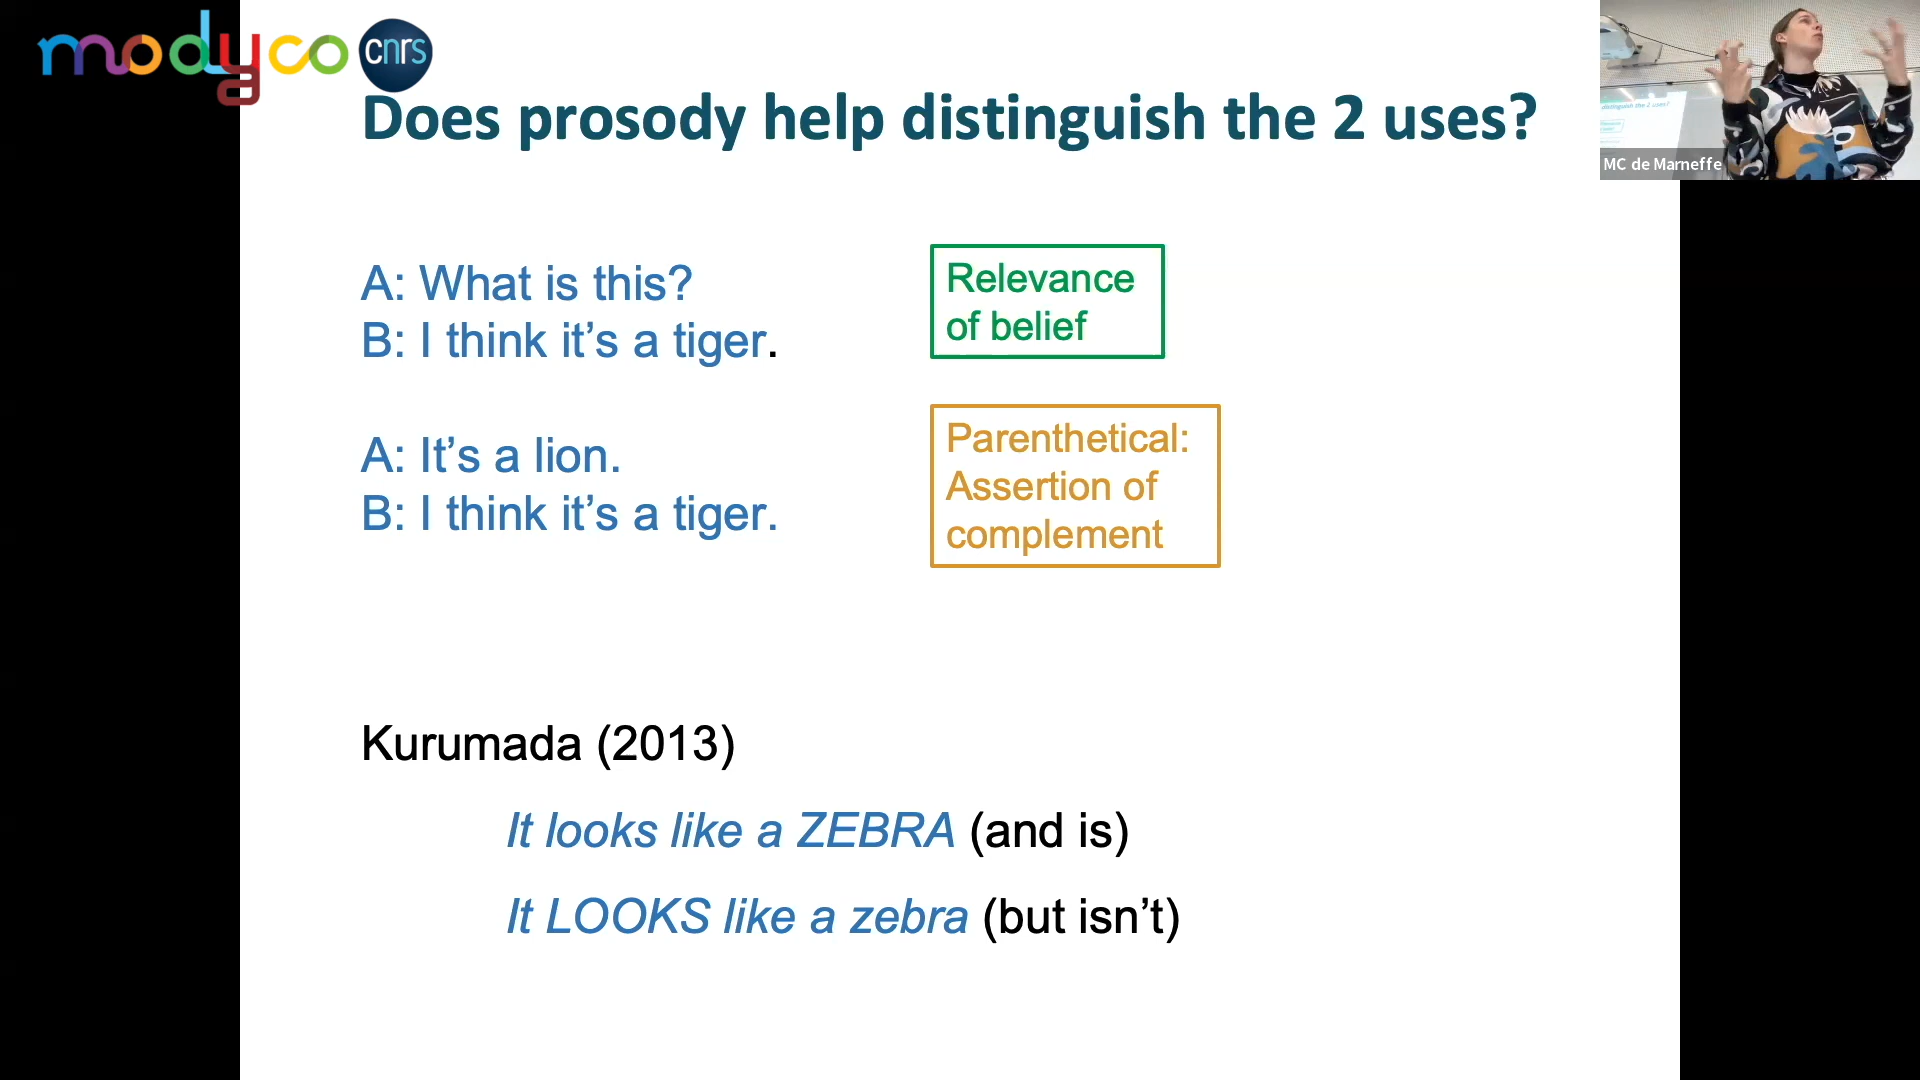 modyco
cnrs
Does prosody help distinguish the 2 uses?
MC de Marneffe
A: What is this?
B: I think it's a tiger.
Relevance
of belief
A: It's a lion.
B: I think it's a tiger.
Parenthetical:
Assertion of
complement
Kurumada (2013)
It looks like a ZEBRA (and is)
It LOOKS like a zebra (but isn't)